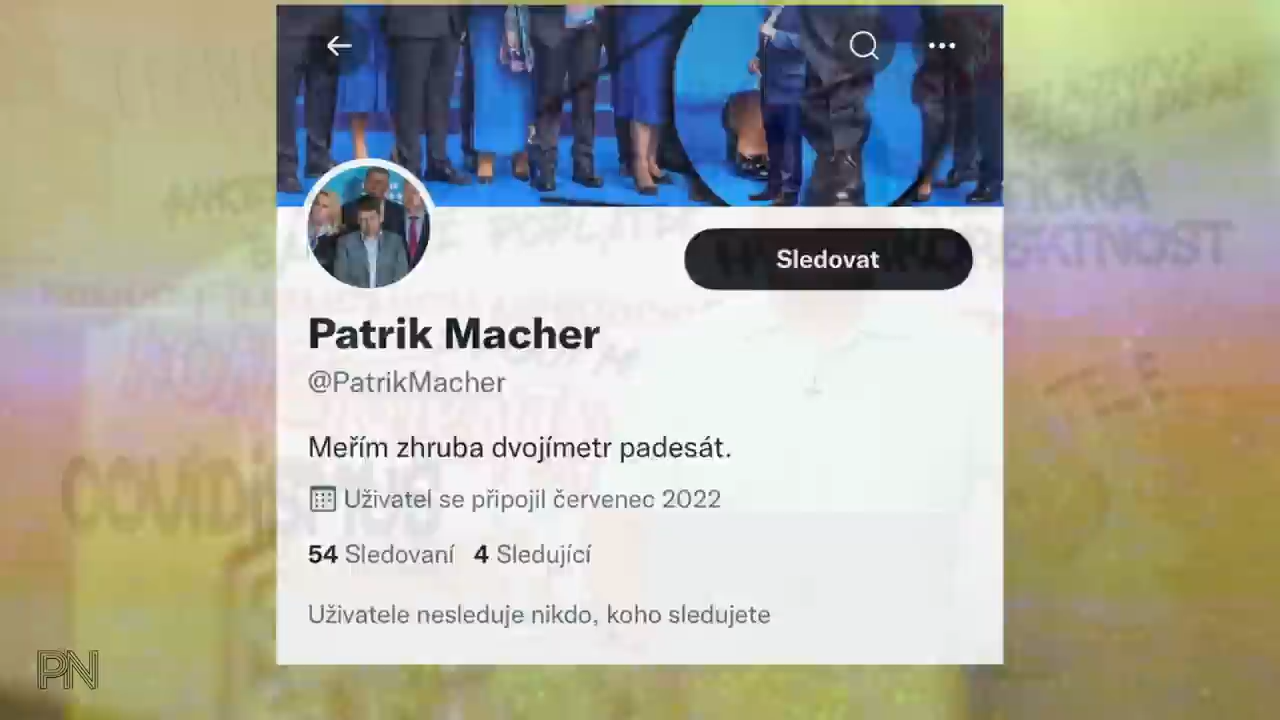 Sledovat
Patrik Macher
@PatrikMacher
Meřím zhruba dvojímetr padesát.
Uživatel se připojil červenec 2022
54 Sledovaní 4 Sledující
Uživatele nesleduje nikdo, koho sledujete
PN